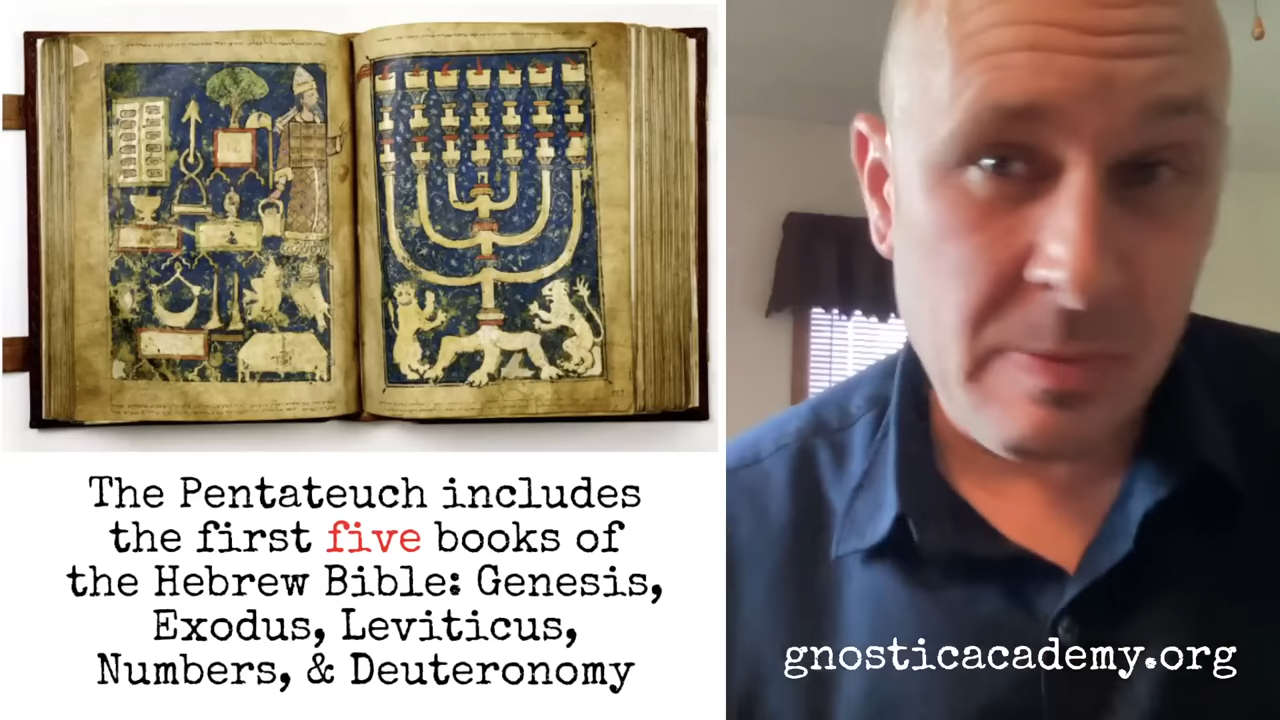 The Pentateuch includes
the first five books of
the Hebrew Bible: Genesis,
Exodus, Leviticus,
Numbers, & Deuteronomy
gnosticacademy.org